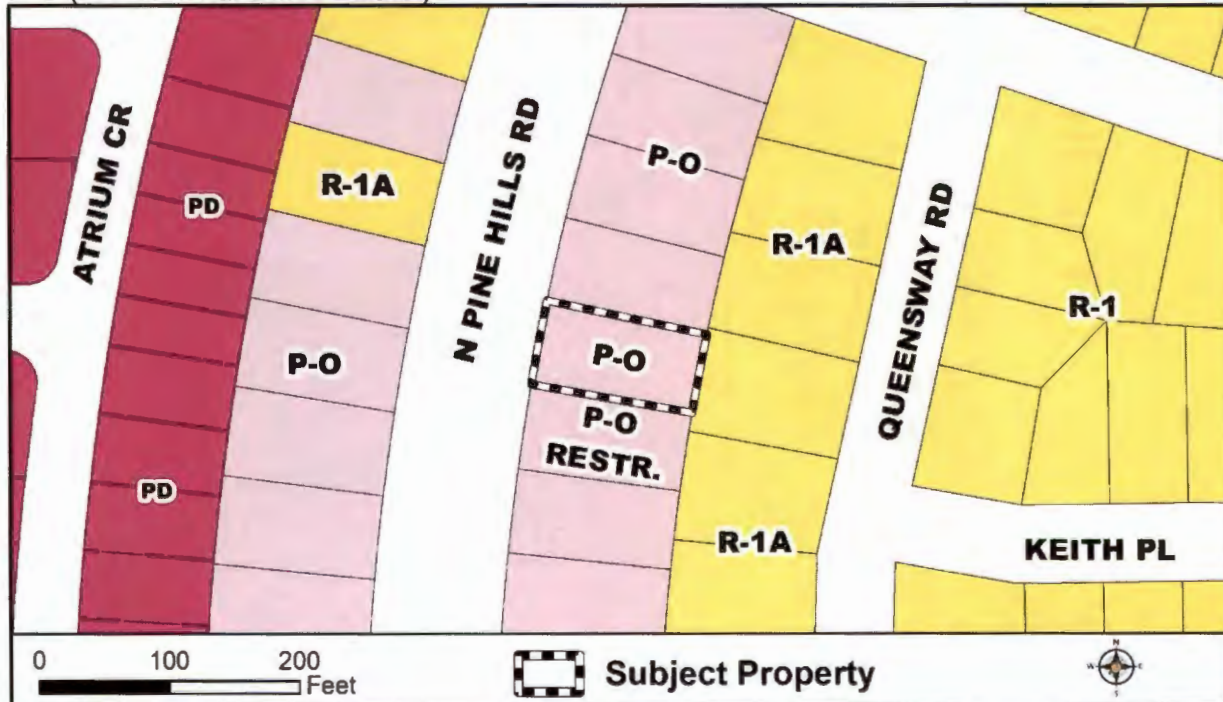 ATRIUM CR
PD
R-1A
P-O
PD
N PINE HILLS RD
P-O
R-1A
P-O
P-O
RESTR.
R-1A
QUEENSWAY RD
R-1
KEITH PL
0 100 200
Feet
Subject Property
N
W E
S